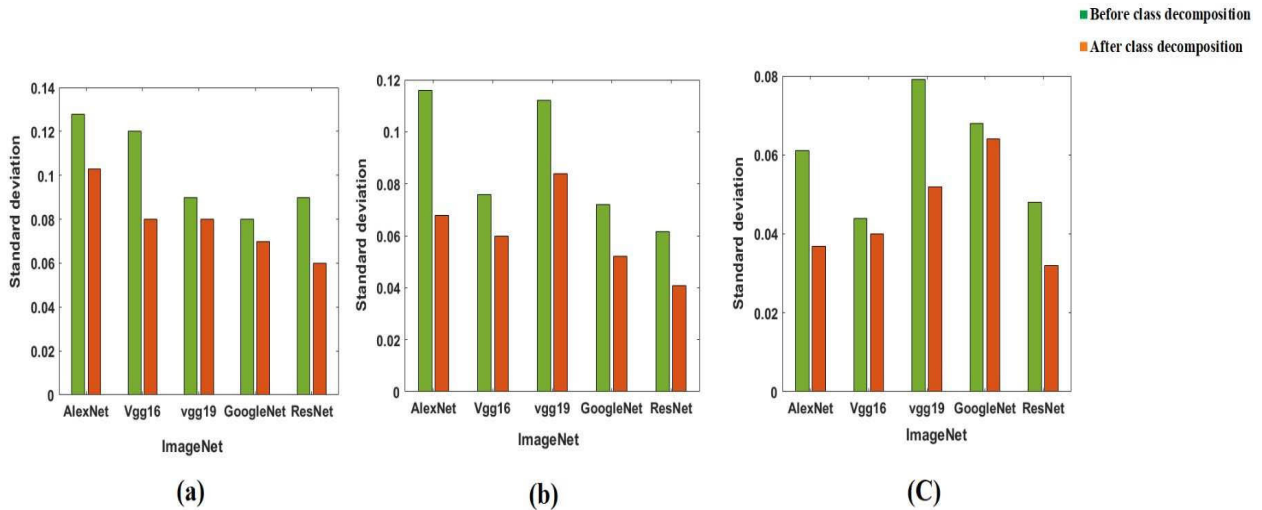 Before class decomposition
After class decomposition
Standard deviation
0.14
0.12
0.1
0.08
0.06
0.04
0.02
0
AlexNet Vgg16 vgg19 GoogleNet ResNet
ImageNet
(a)
Standard deviation
0.12
0.1
0.08
0.06
0.04
0.02
0
AlexNet Vgg16 vgg19 GoogleNet ResNet
ImageNet
(b)
Standard deviation
0.08
0.06
0.04
0.02
0
AlexNet Vgg16 vgg19 GoogleNet ResNet
ImageNet
(C)